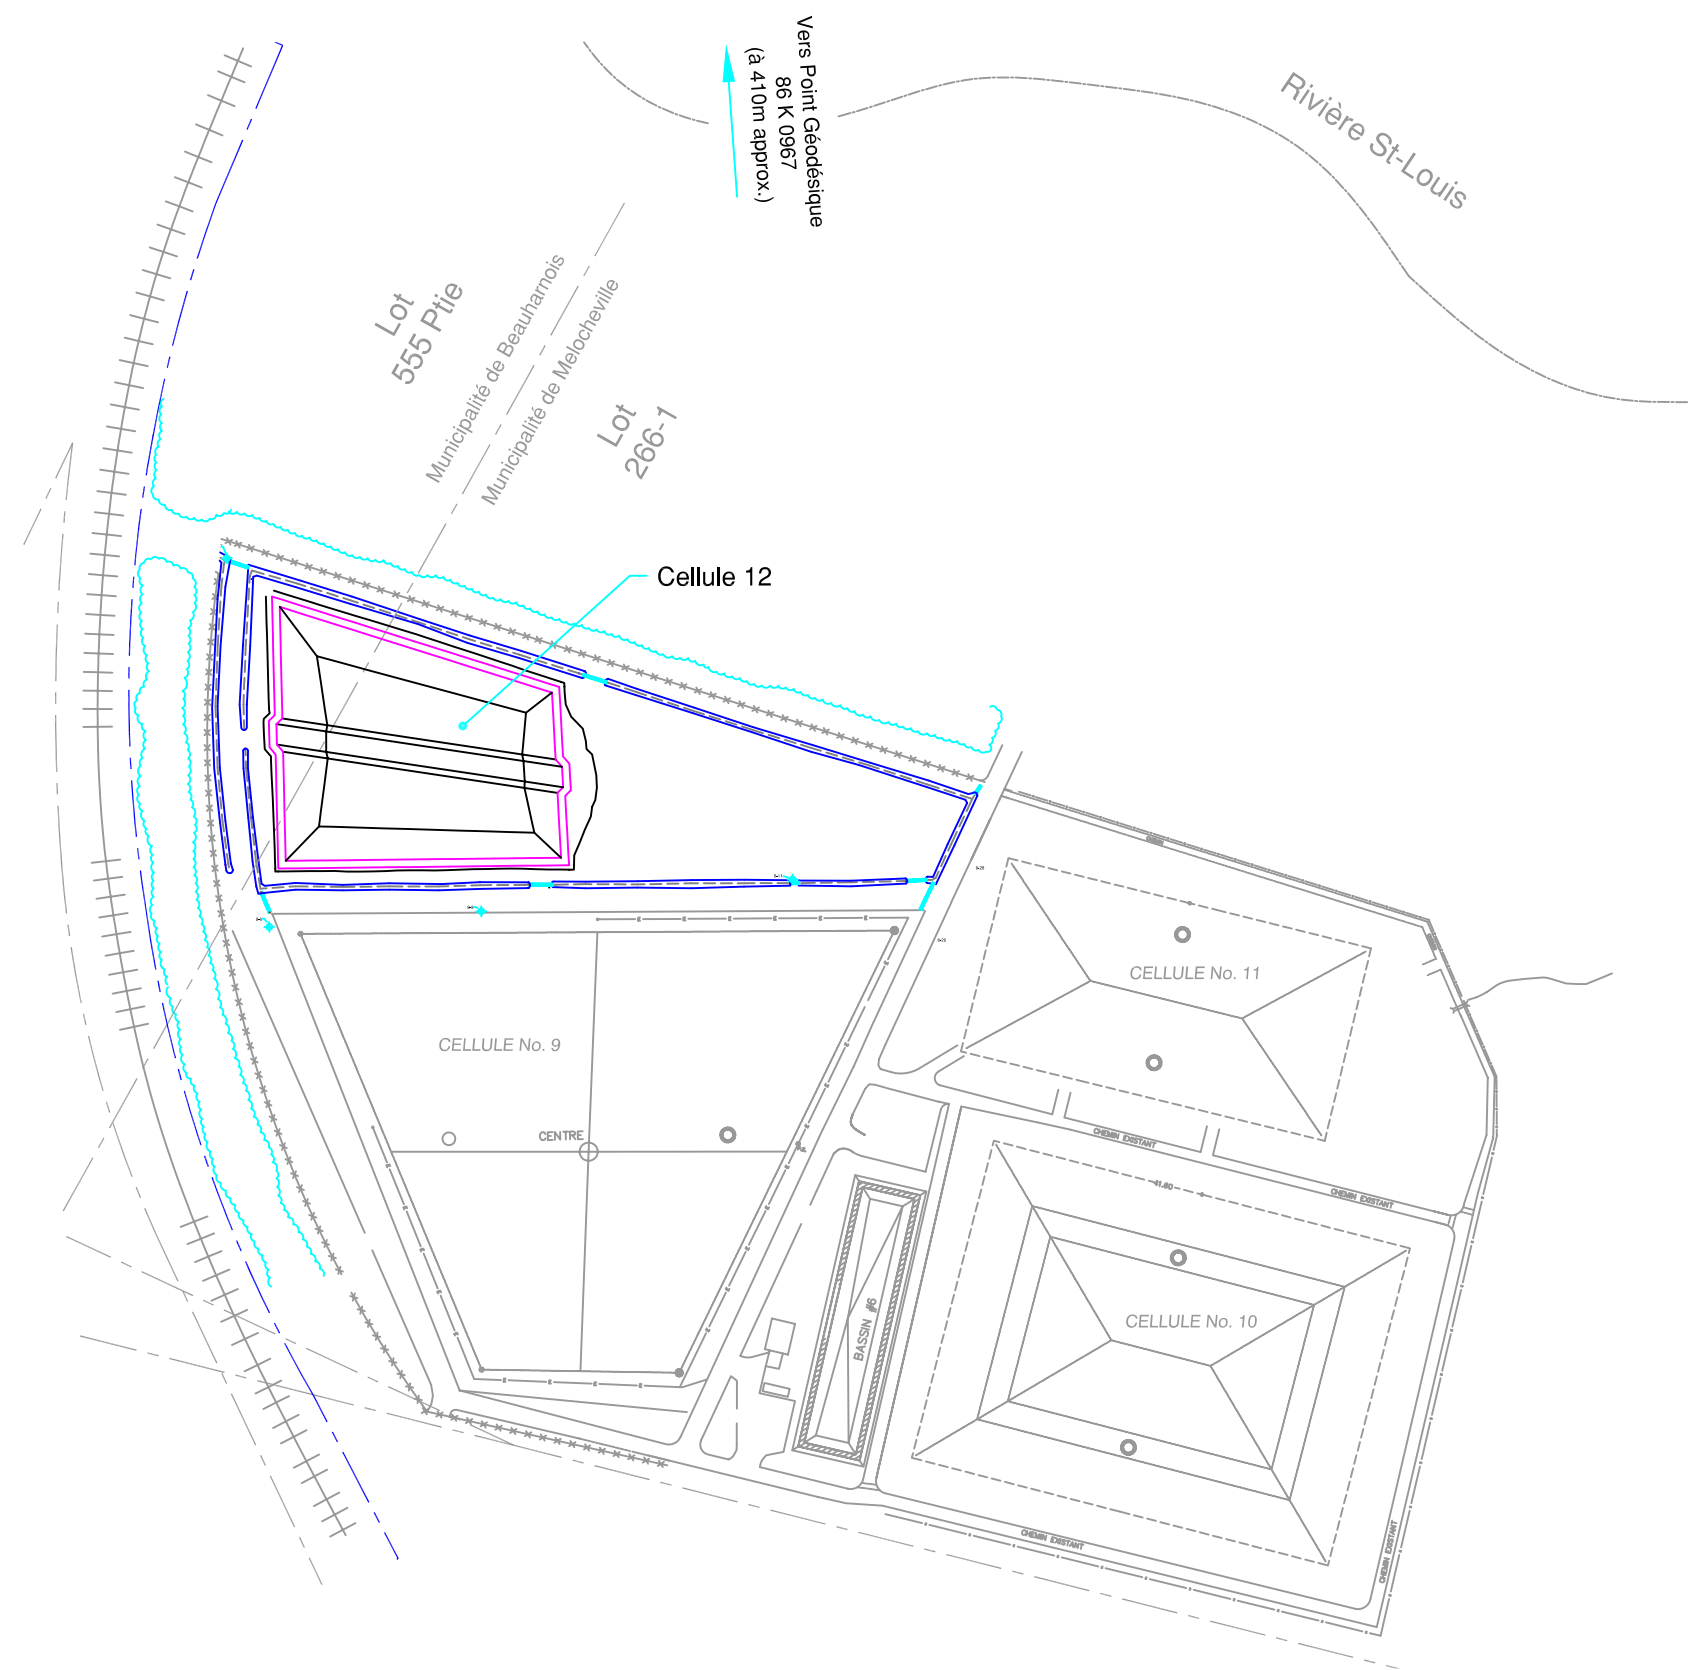 Vers Point Géodésique
86 K 0967
(à 410m approx.)
Rivière St-Louis
Lot
555 Ptie
Municipalité de Beauharnois
Municipalité de Melocheville
Lot
266-1
Cellule 12
CELLULE No. 11
CELLULE No. 9
CENTRE
CHEMIN EXISTANT
CHEMIN EXISTANT
41.60
BASSIN #6
CELLULE No. 10
CHEMIN EXISTANT
CHEMIN EXISTANT